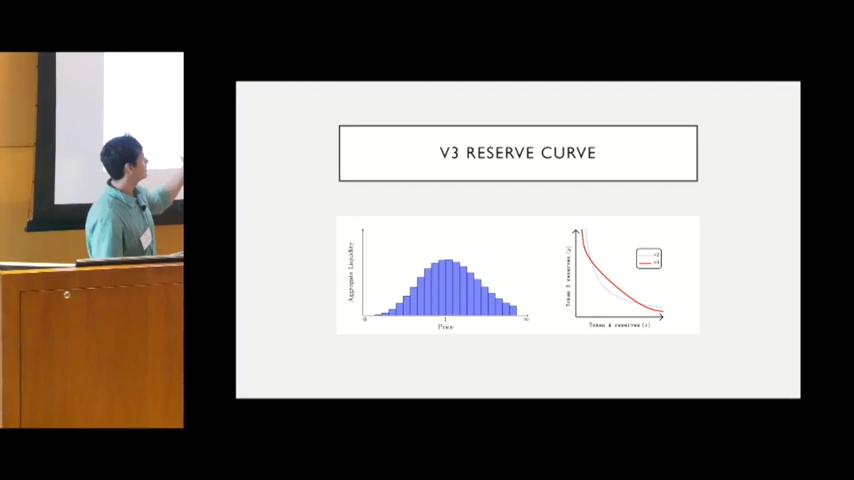 V3 RESERVE CURVE
Aggregate Liquidity
0
1
∞
Price
Token B reserves (y)
v2
v3
Token A reserves (x)